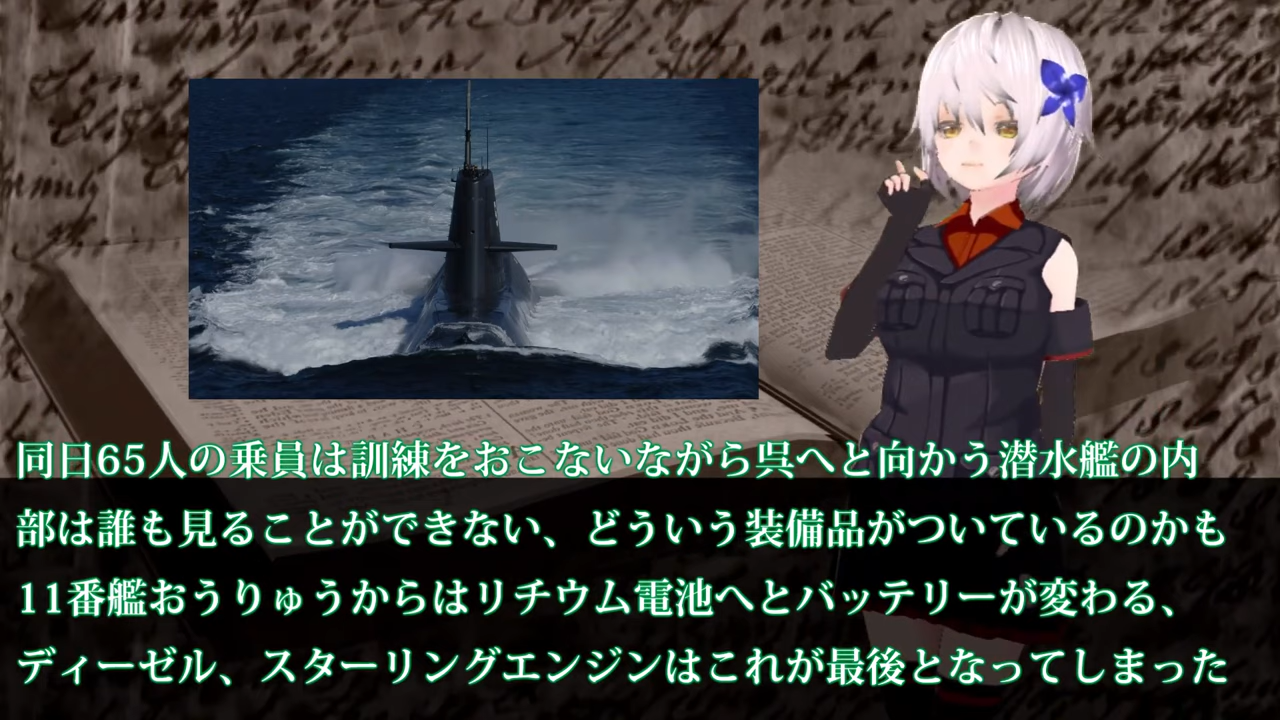 同日65人の乗員は訓練をおこないながら呉へと向かう潜水艦の内
部は誰も見ることができない、どういう装備品がついているのかも
11番艦おうりゅうからはリチウム電池へとバッテリーが変わる、
ディーゼル、スターリングエンジンはこれが最後となってしまった